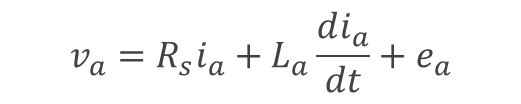 $v_a = R_s i_a + L_a \frac{di_a}{dt} + e_a$